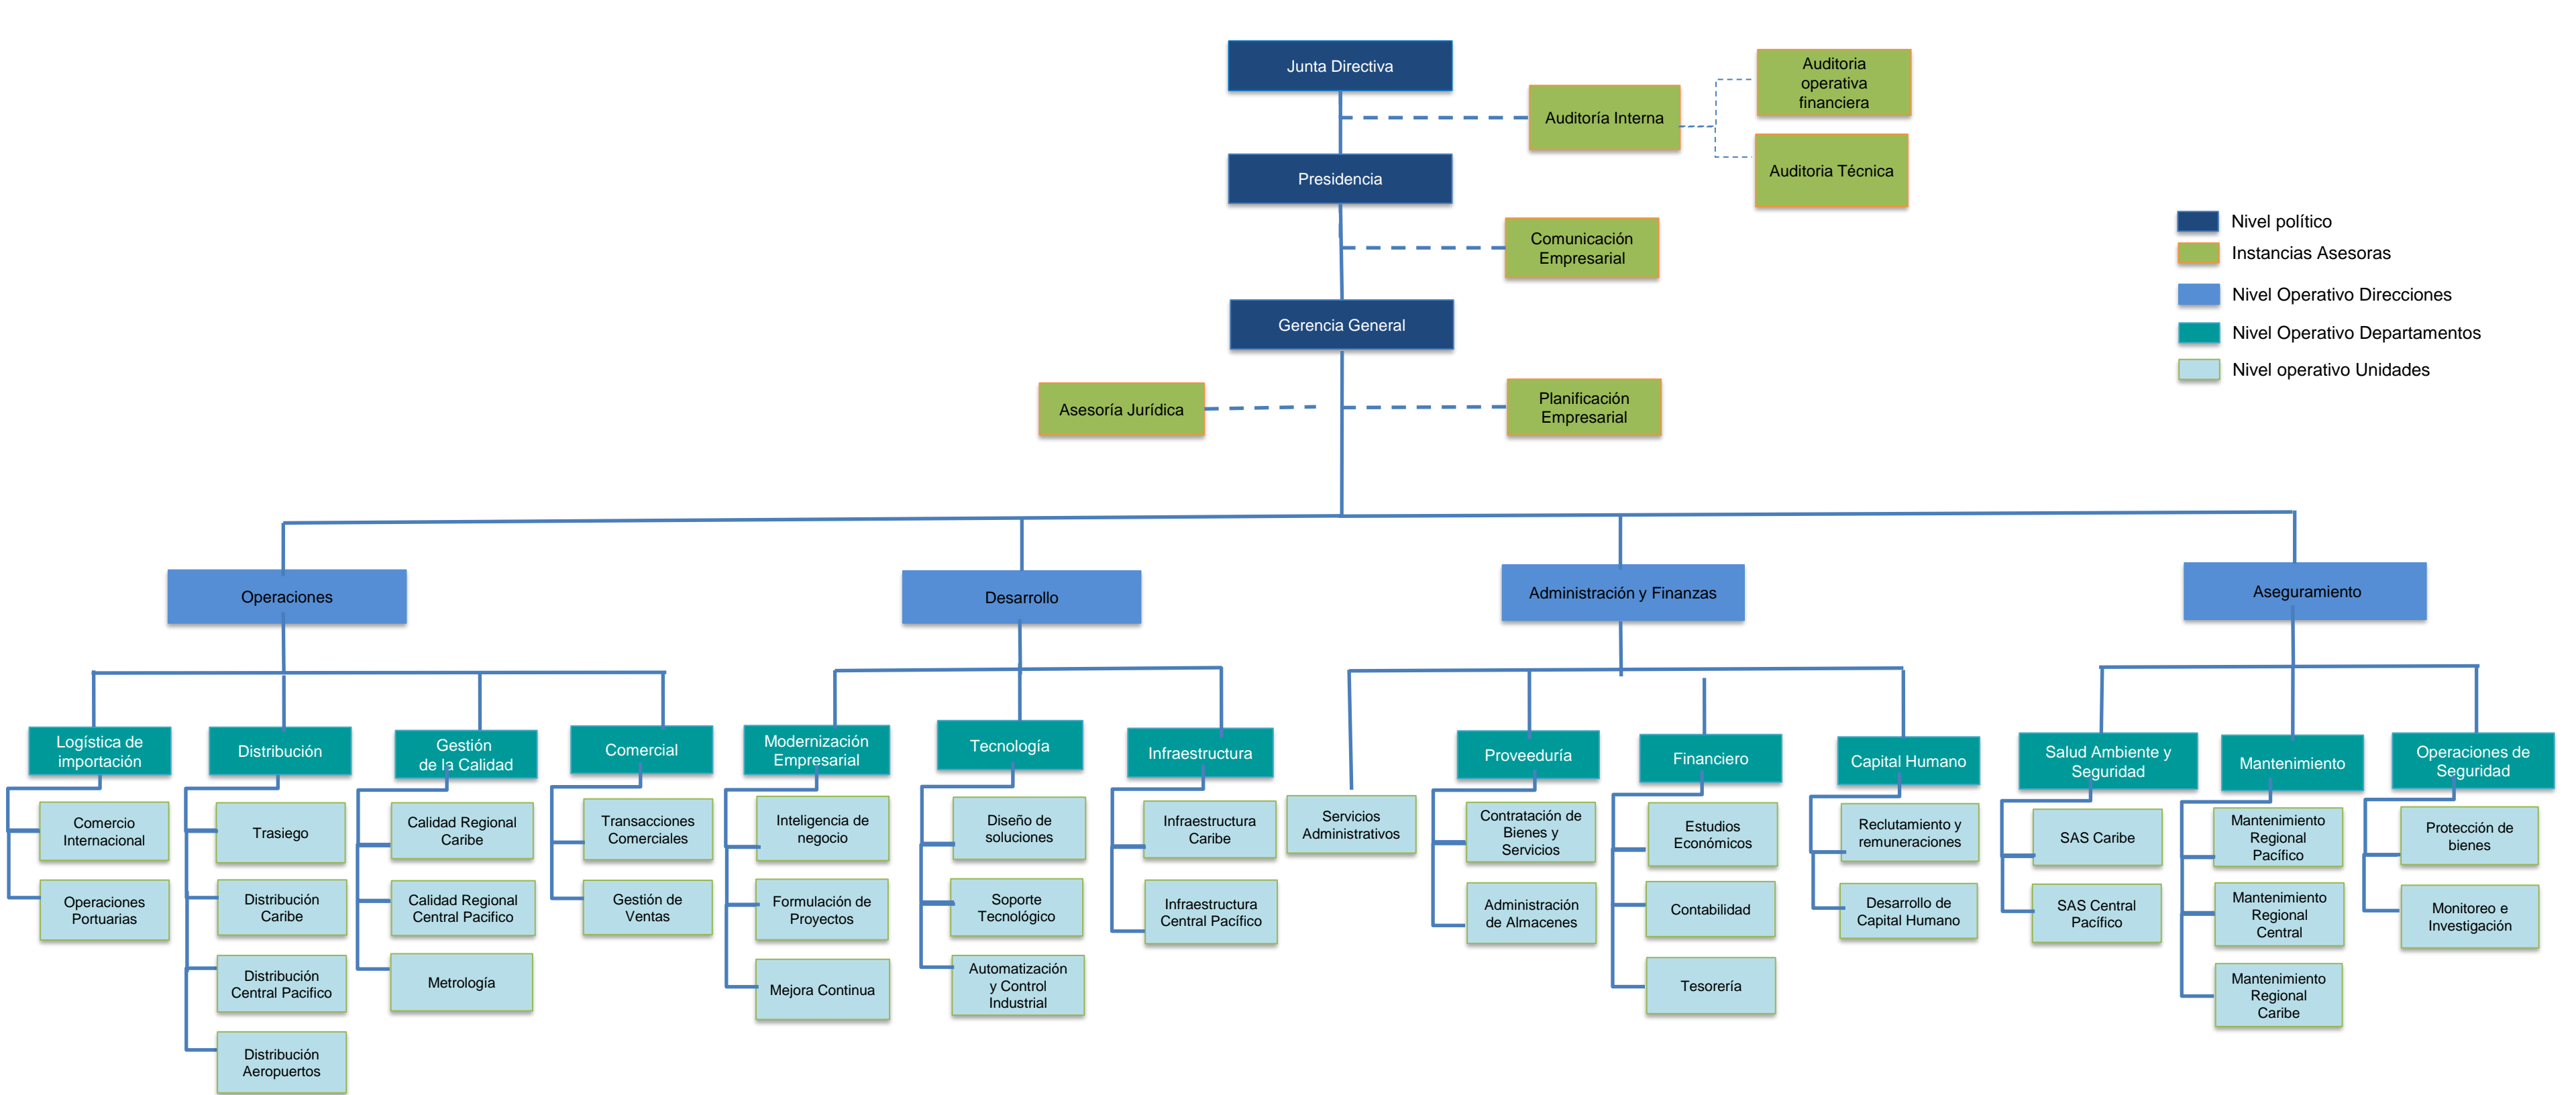 Junta Directiva
Auditoria
operativa
financiera
Auditoría Interna
Auditoria Técnica
Presidencia
Comunicación
Empresarial
Gerencia General
Nivel político
Instancias Asesoras
Nivel Operativo Direcciones
Nivel Operativo Departamentos
Nivel operativo Unidades
Asesoría Jurídica
Planificación
Empresarial
Operaciones
Desarrollo
Administración y Finanzas
Aseguramiento
Logística de
importación
Distribución
Gestión
de la Calidad
Comercial
Modernización
Empresarial
Tecnología
Infraestructura
Proveeduría
Financiero
Capital Humano
Salud Ambiente y
Seguridad
Mantenimiento
Operaciones de
Seguridad
Comercio
Internacional
Operaciones
Portuarias
Trasiego
Distribución
Caribe
Distribución
Central Pacifico
Distribución
Aeropuertos
Calidad Regional
Caribe
Calidad Regional
Central Pacifico
Metrología
Transacciones
Comerciales
Gestión de
Ventas
Inteligencia de
negocio
Formulación de
Proyectos
Mejora Continua
Diseño de
soluciones
Soporte
Tecnológico
Automatización
y Control
Industrial
Infraestructura
Caribe
Infraestructura
Central Pacífico
Servicios
Administrativos
Contratación de
Bienes y
Servicios
Administración
de Almacenes
Estudios
Económicos
Contabilidad
Tesorería
Reclutamiento y
remuneraciones
Desarrollo de
Capital Humano
SAS Caribe
SAS Central
Pacífico
Mantenimiento
Regional
Pacífico
Mantenimiento
Regional
Central
Mantenimiento
Regional
Caribe
Protección de
bienes
Monitoreo e
Investigación